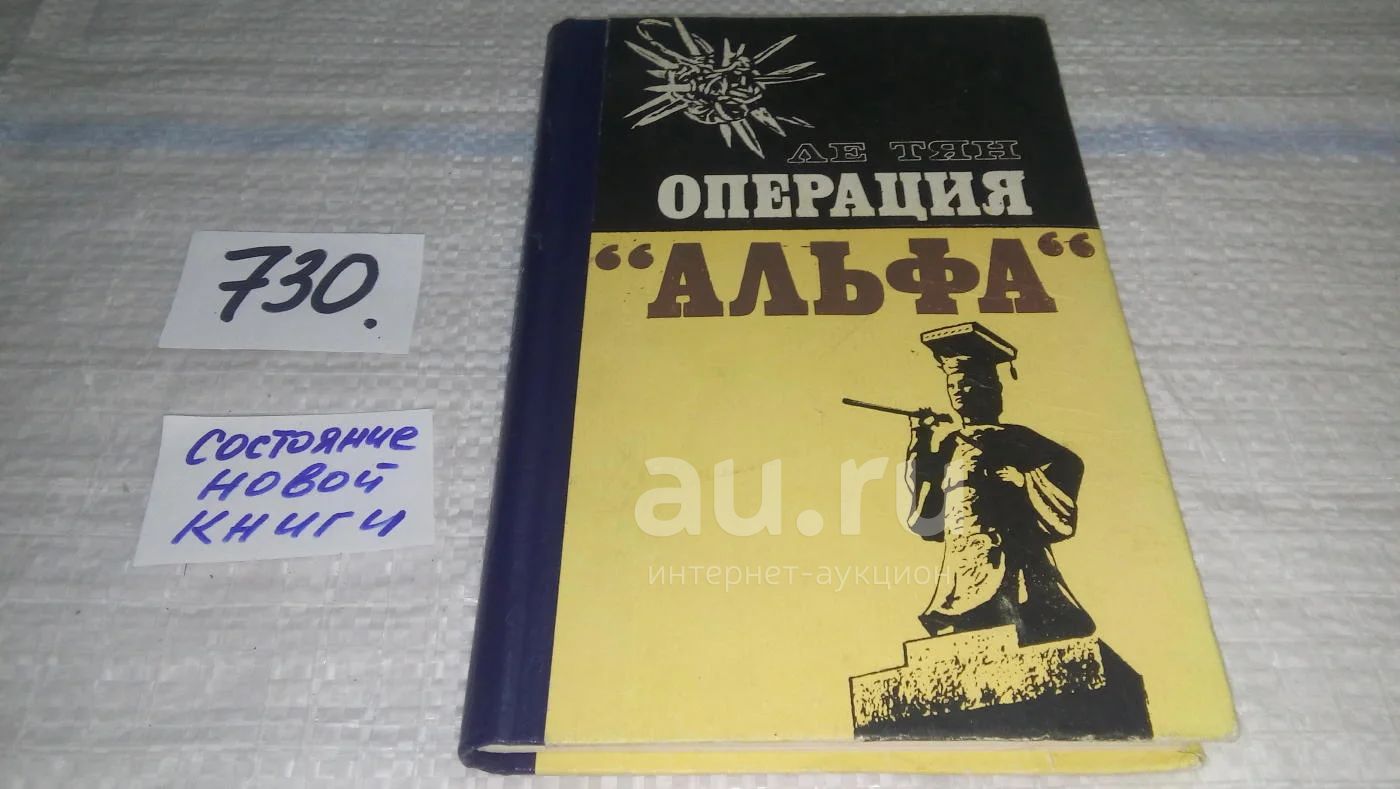 ЛЕ ТЯН
ОПЕРАЦИЯ
“АЛЬФА“
730.
состояние
новой
книги
au.ru
интернет-аукцион